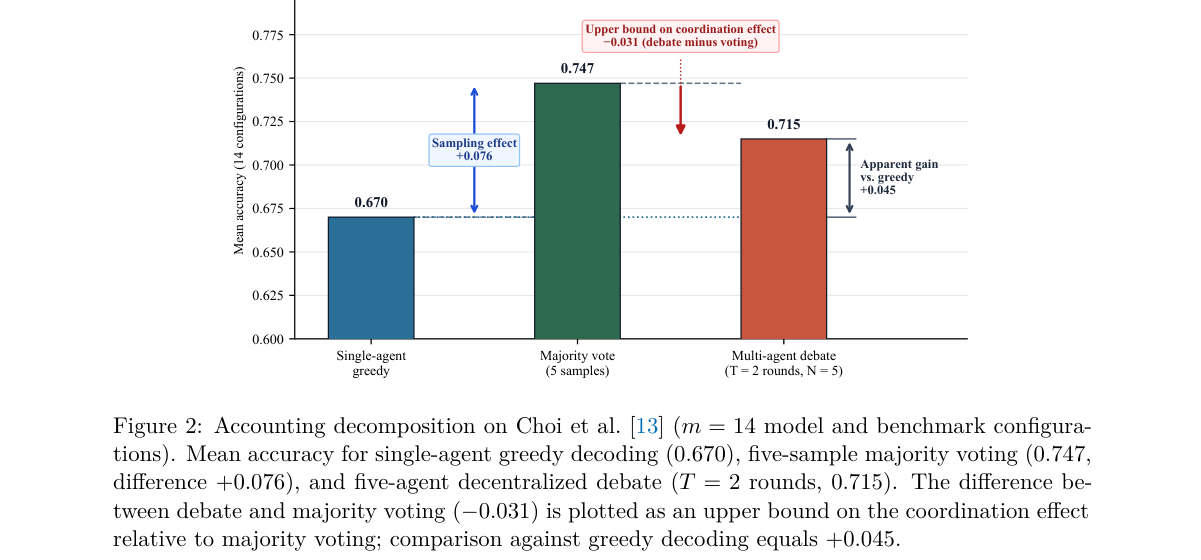 Upper bound on coordination effect
−0.031 (debate minus voting)
0.775
0.750
0.725
0.700
0.675
0.650
0.625
0.600
Mean accuracy (14 configurations)
0.747
0.715
0.670
Sampling effect
+0.076
Apparent gain
vs. greedy
+0.045
Single-agent
greedy
Majority vote
(5 samples)
Multi-agent debate
(T = 2 rounds, N = 5)
Figure 2: Accounting decomposition on Choi et al. [13] (m = 14 model and benchmark configura-
tions). Mean accuracy for single-agent greedy decoding (0.670), five-sample majority voting (0.747,
difference +0.076), and five-agent decentralized debate (T = 2 rounds, 0.715). The difference be-
tween debate and majority voting (−0.031) is plotted as an upper bound on the coordination effect
relative to majority voting; comparison against greedy decoding equals +0.045.